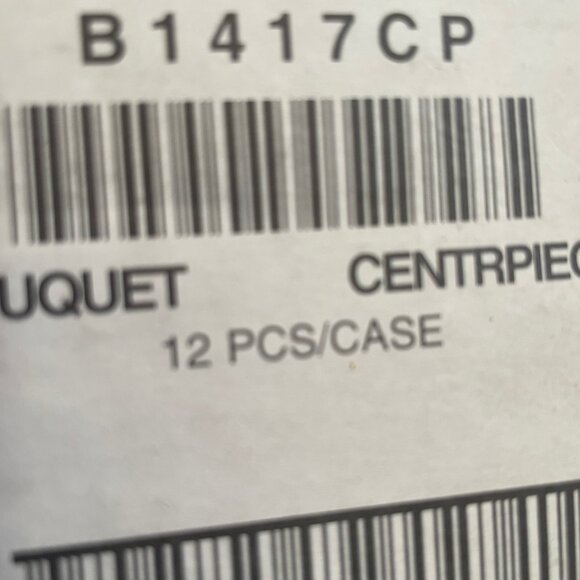 B1417CP
UQUET CENTRPIEC
12 PCS/CASE